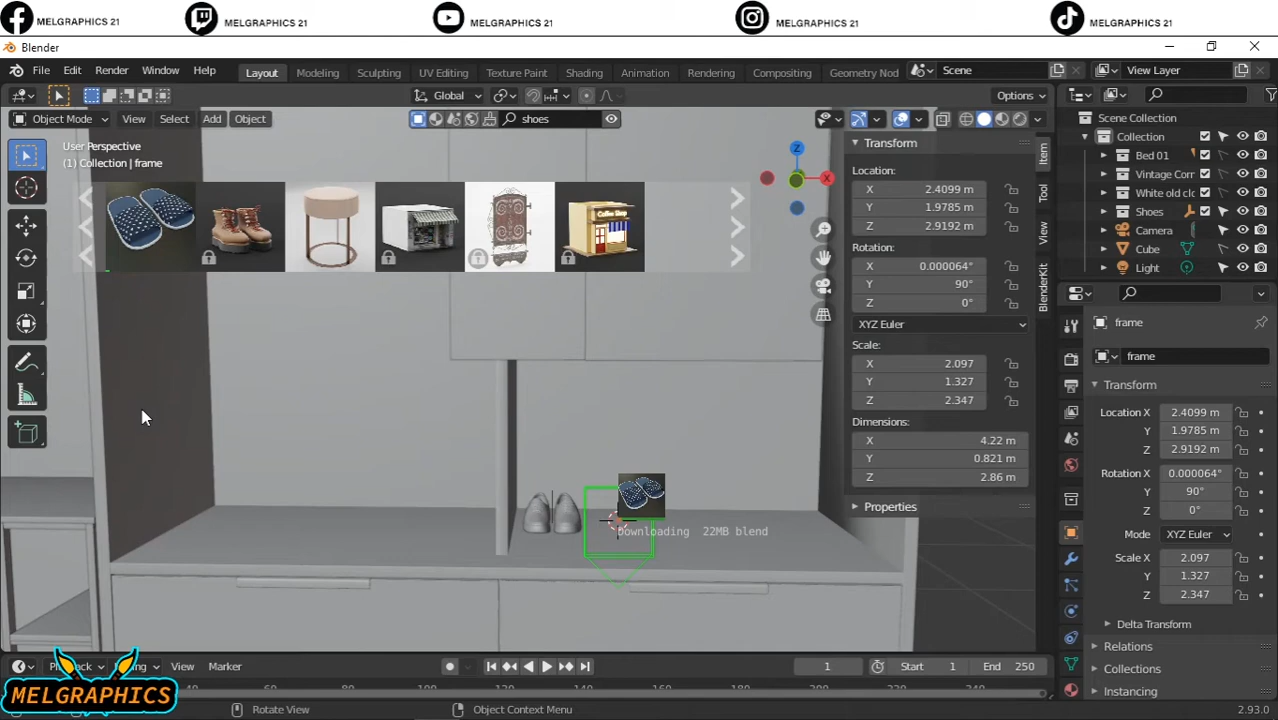 MELGRAPHICS 21 MELGRAPHICS 21 MELGRAPHICS 21 MELGRAPHICS 21 MELGRAPHICS 21
Blender
File Edit Render Window Help Layout Modeling Sculpting UV Editing Texture Paint Shading Animation Rendering Compositing Geometry Nod Scene View Layer
Global Options
Object Mode View Select Add Object shoes
User Perspective
(1) Collection | frame
Coffee Shop
Transform
Location:
X 2.4099 m
Y 1.9785 m
Z 2.9192 m
Rotation:
X 0.000064°
Y 90°
Z 0°
XYZ Euler
Scale:
X 2.097
Y 1.327
Z 2.347
Dimensions:
X 4.22 m
Y 0.821 m
Z 2.86 m
Properties
Item
Tool
View
BlenderKit
Z
X
Downloading 22MB blend
Scene Collection
Collection
Bed 01
Vintage Corr
White old clo
Shoes
Camera
Cube
Light
frame
frame
Transform
Location X 2.4099 m
Y 1.9785 m
Z 2.9192 m
Rotation X 0.000064°
Y 90°
Z 0°
Mode XYZ Euler
Scale X 2.097
Y 1.327
Z 2.347
Delta Transform
Relations
Collections
Instancing
View Marker 1 Start 1 End 250
MELGRAPHICS
Rotate View Object Context Menu 2.93.0